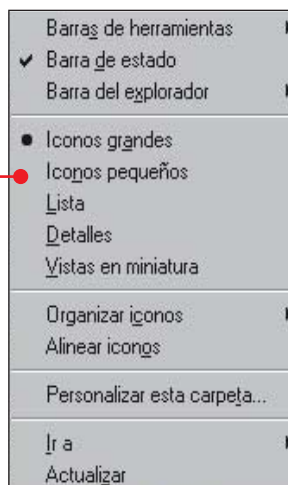 Barras de herramientas
Barra de estado
Barra del explorador
Iconos grandes
Iconos pequeños
Lista
Detalles
Vistas en miniatura
Organizar iconos
Alinear iconos
Personalizar esta carpeta...
Ir a
Actualizar